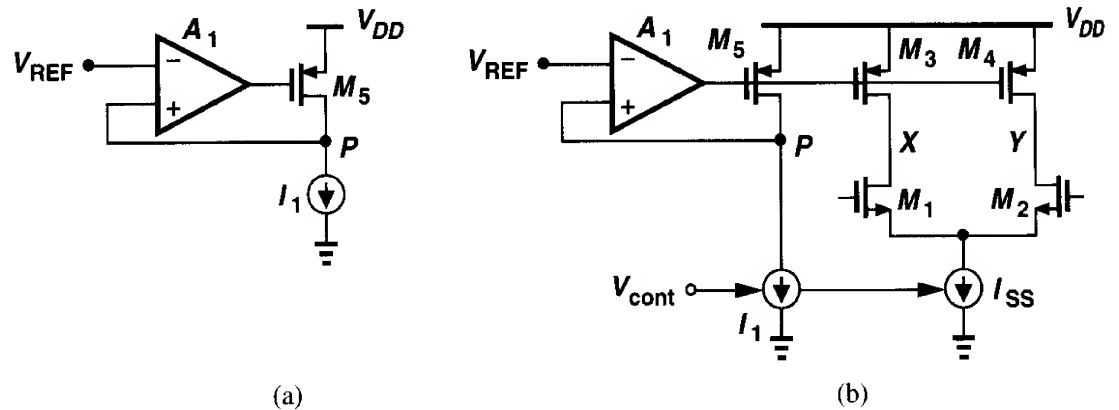 A1
VDD
VREF
−
+
M5
P
I1
(a)
A1
M5
M3
M4
VDD
VREF
−
+
P
X
Y
M1
M2
Vcont
I1
ISS
(b)